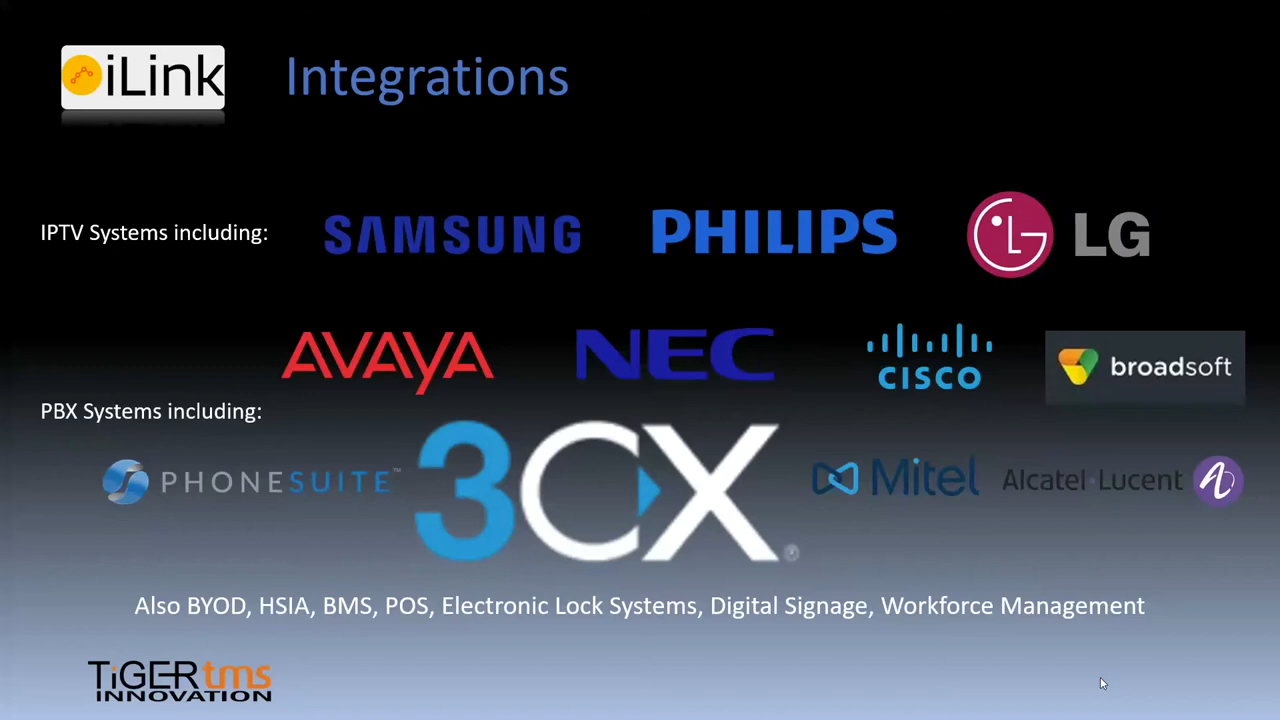 iLink
Integrations
IPTV Systems including:
SAMSUNG
PHILIPS
LG
AVAYA
NEC
CISCO
broadsoft
PBX Systems including:
PHONESUITE™
3CX®
Mitel
Alcatel·Lucent
Also BYOD, HSIA, BMS, POS, Electronic Lock Systems, Digital Signage, Workforce Management
TiGERtms
INNOVATION